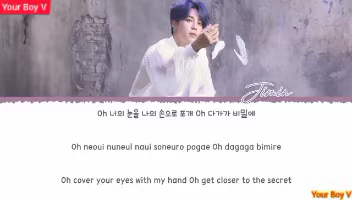 Your Boy V
Jimin
Oh 너의 눈을 나의 손으로 포개 Oh 다가가 비밀에
Oh neoui nuneul naui soneuro pogae Oh dagaga bimire
Oh cover your eyes with my hand Oh get closer to the secret
Your Boy V